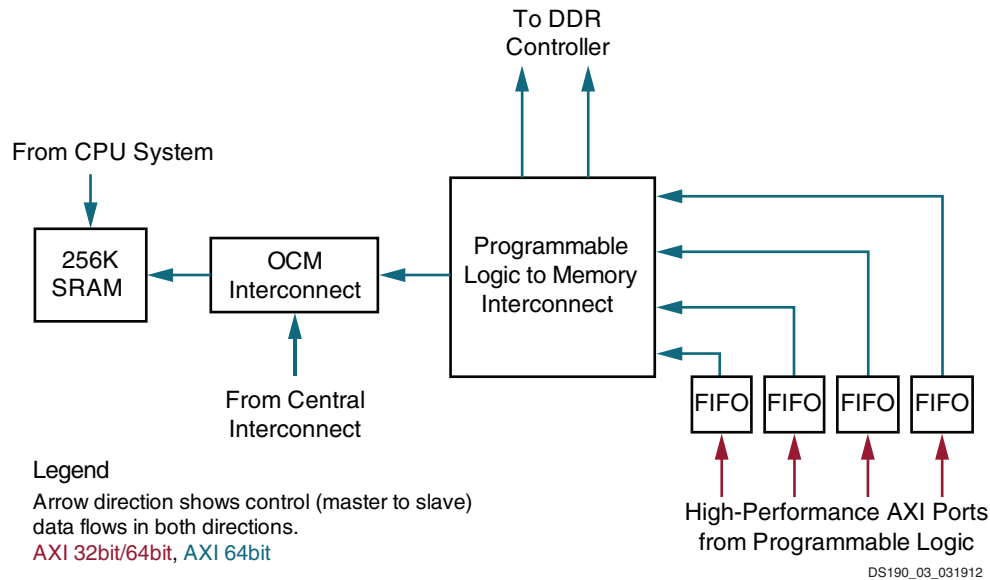 To DDR
Controller
From CPU System
256K
SRAM
OCM
Interconnect
Programmable
Logic to Memory
Interconnect
From Central
Interconnect
FIFO
FIFO
FIFO
FIFO
Legend
Arrow direction shows control (master to slave)
data flows in both directions.
AXI 32bit/64bit, AXI 64bit
High-Performance AXI Ports
from Programmable Logic
DS190_03_031912